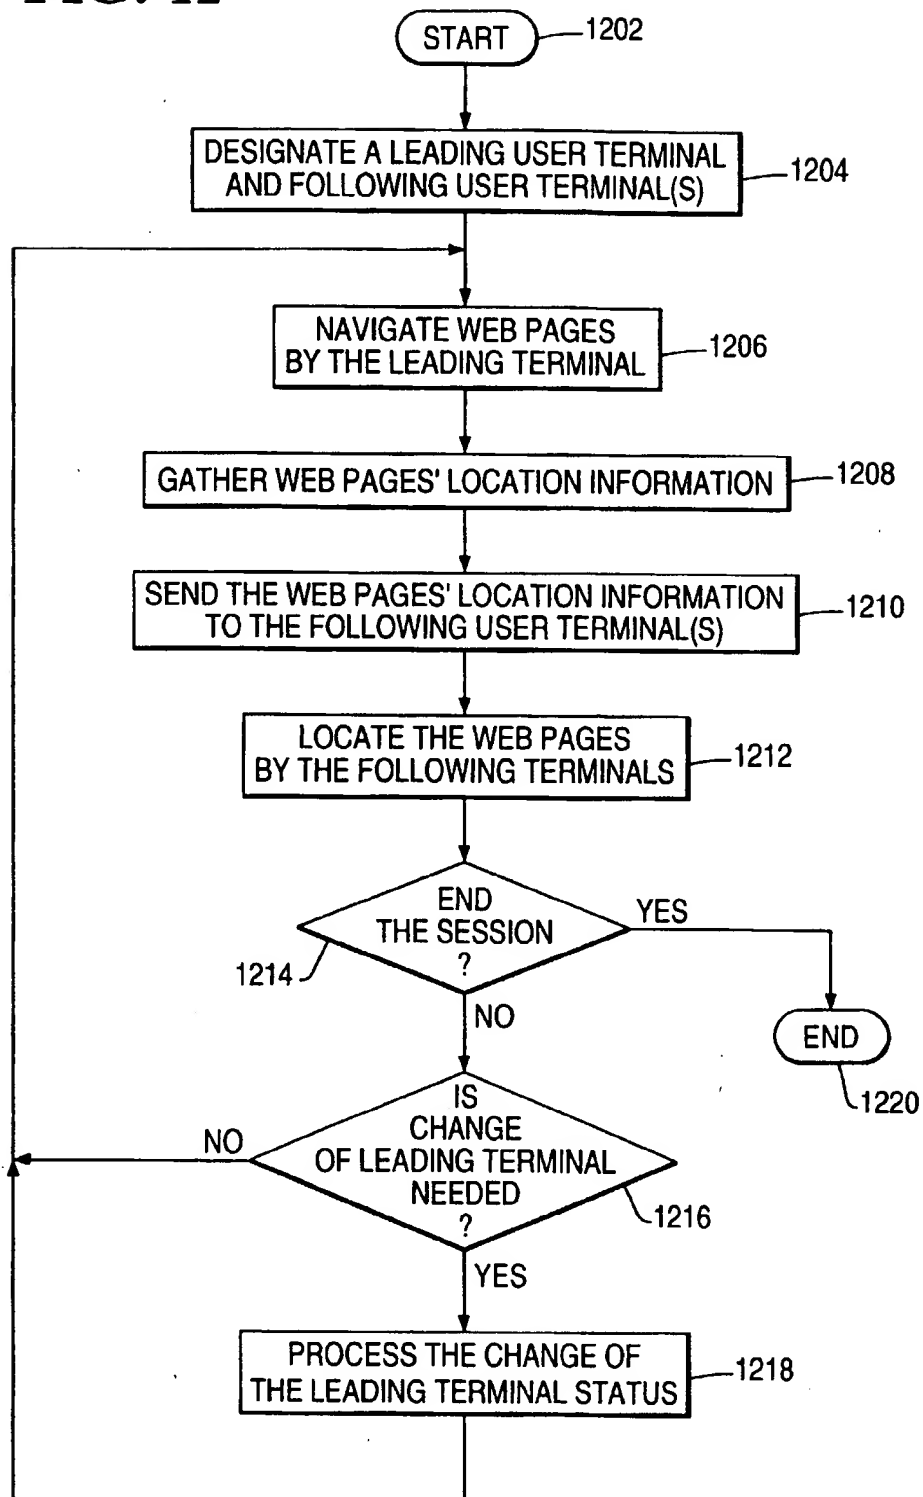 START
1202
DESIGNATE A LEADING USER TERMINAL
AND FOLLOWING USER TERMINAL(S)
1204
NAVIGATE WEB PAGES
BY THE LEADING TERMINAL
1206
GATHER WEB PAGES' LOCATION INFORMATION
1208
SEND THE WEB PAGES' LOCATION INFORMATION
TO THE FOLLOWING USER TERMINAL(S)
1210
LOCATE THE WEB PAGES
BY THE FOLLOWING TERMINALS
1212
END
THE SESSION
?
YES
1214
NO
END
1220
IS
CHANGE
OF LEADING TERMINAL
NEEDED
?
NO
1216
YES
PROCESS THE CHANGE OF
THE LEADING TERMINAL STATUS
1218